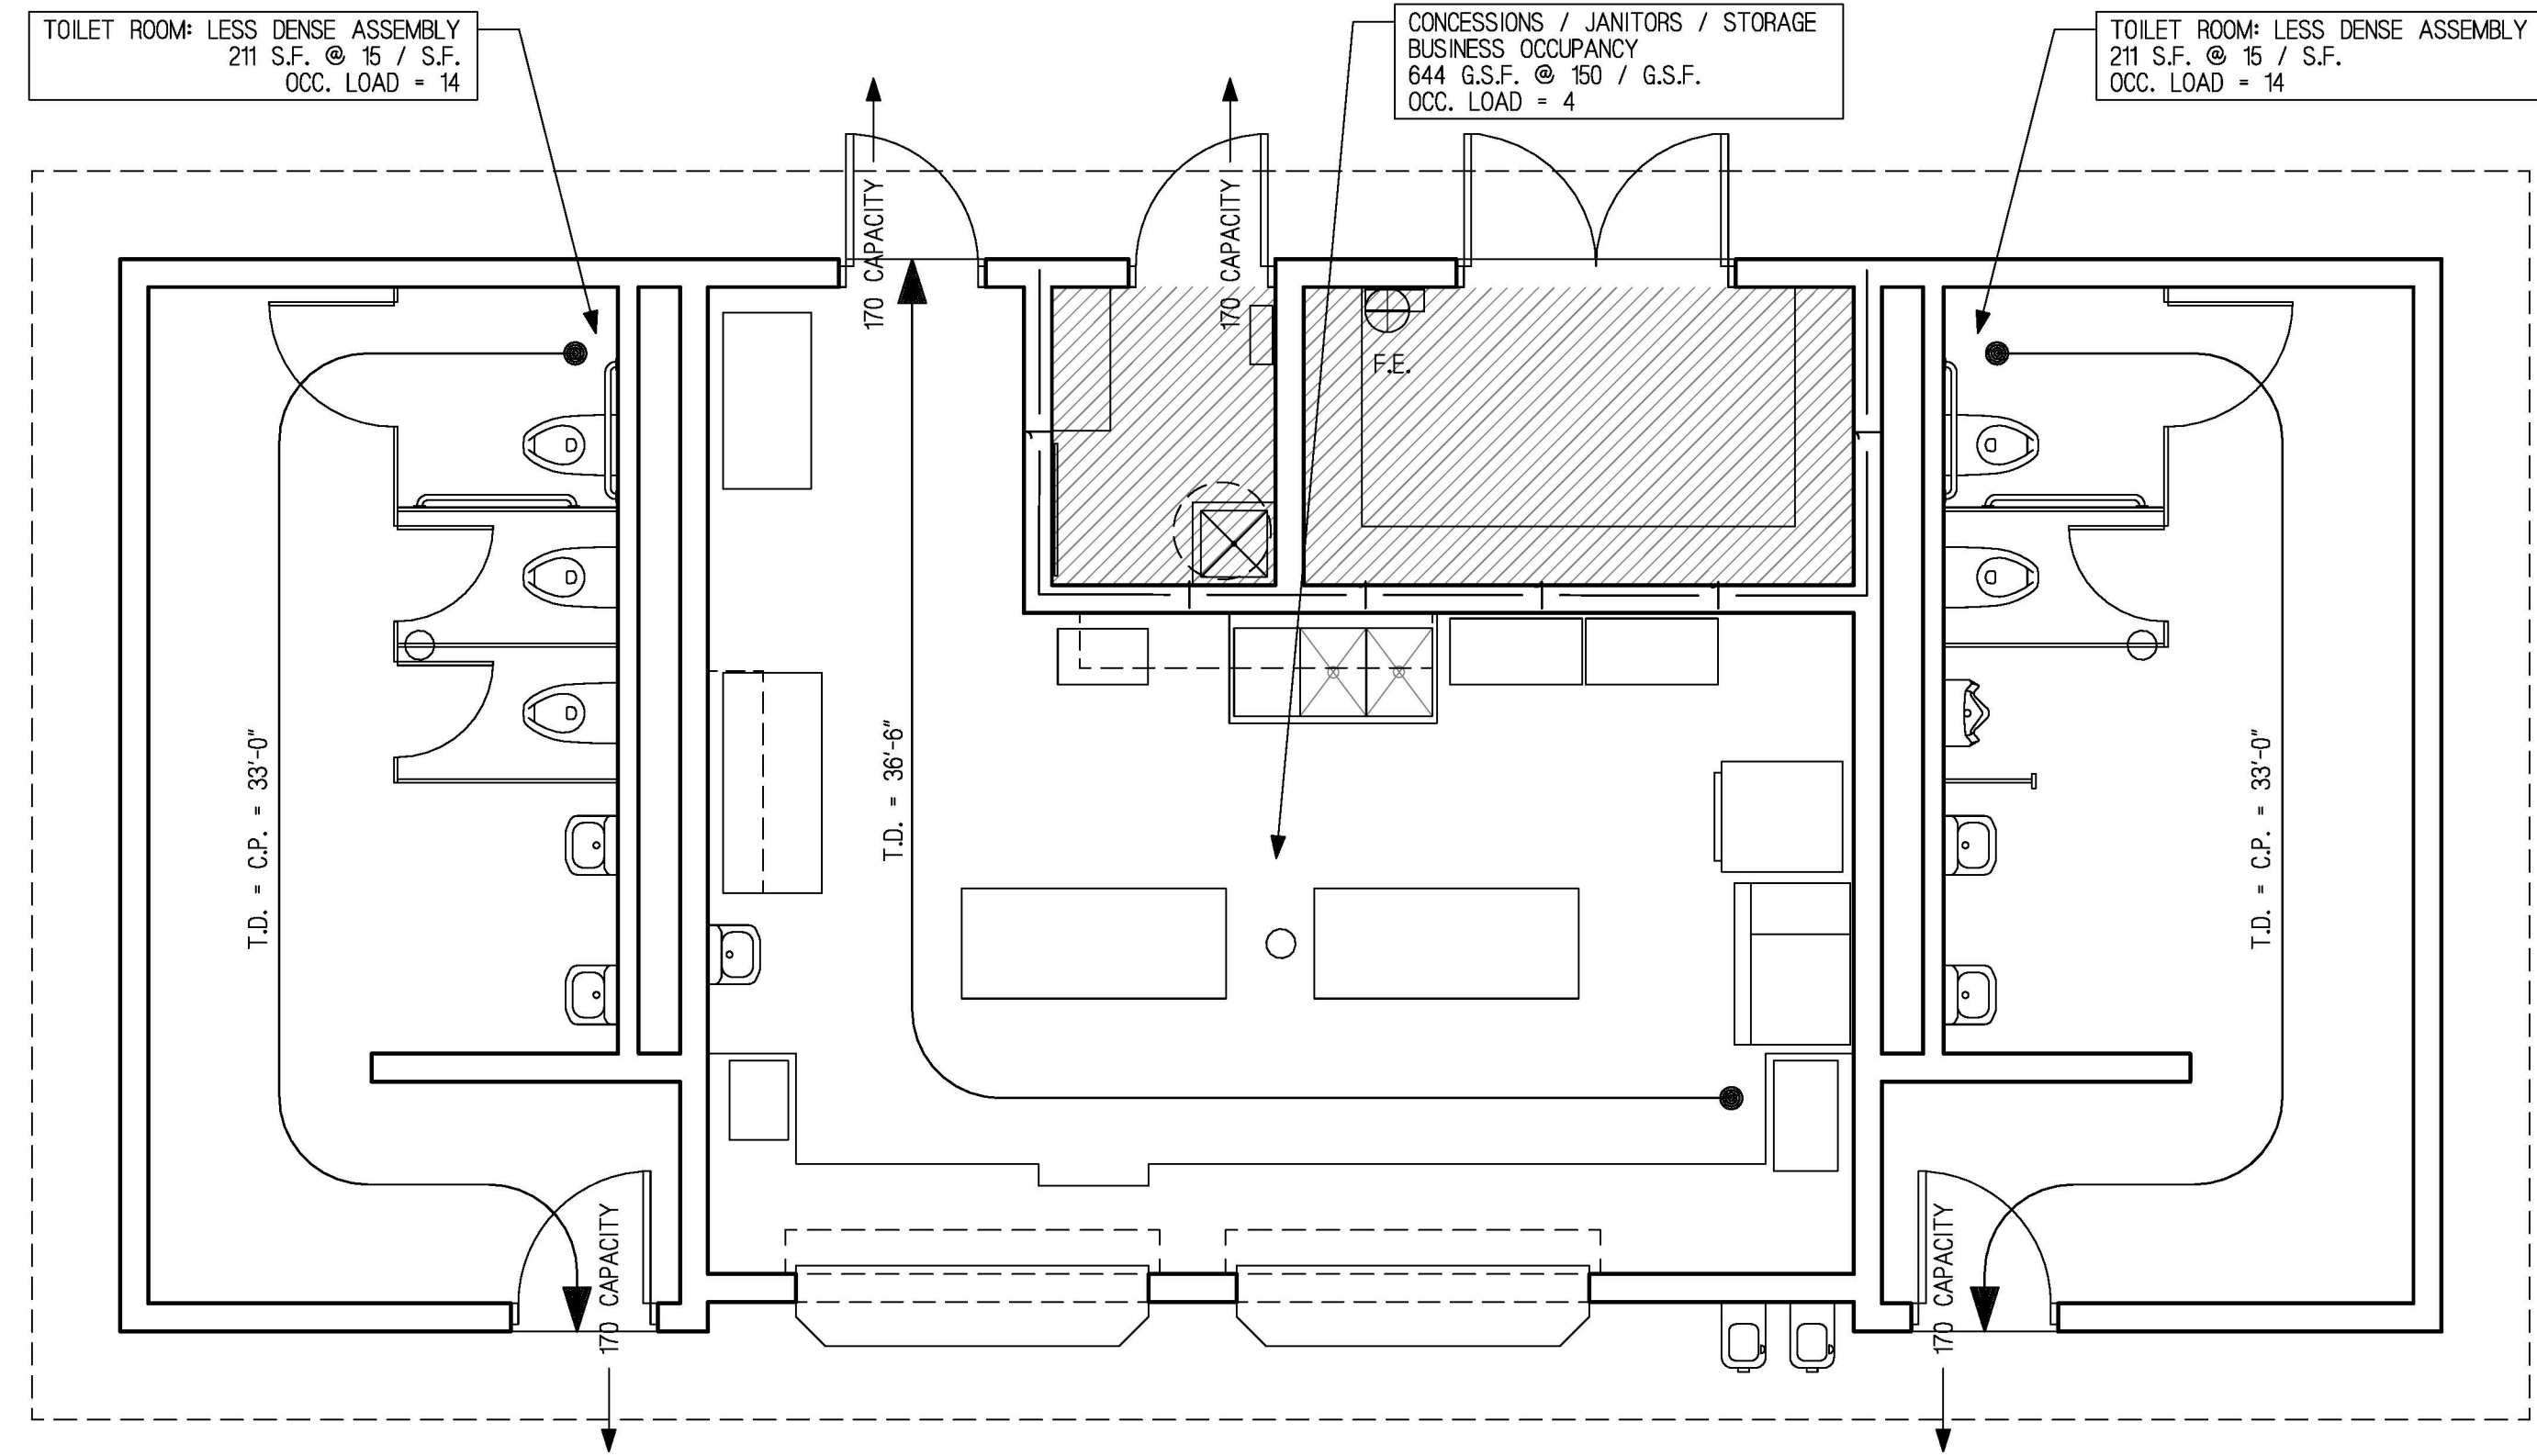 TOILET ROOM: LESS DENSE ASSEMBLY
211 S.F. @ 15 / S.F.
OCC. LOAD = 14
CONCESSIONS / JANITORS / STORAGE
BUSINESS OCCUPANCY
644 G.S.F. @ 150 / G.S.F.
OCC. LOAD = 4
TOILET ROOM: LESS DENSE ASSEMBLY
211 S.F. @ 15 / S.F.
OCC. LOAD = 14
170 CAPACITY
170 CAPACITY
F.E.
T.D. = C.P. = 33'-0"
T.D. = 36'-6"
T.D. = C.P. = 33'-0"
170 CAPACITY
170 CAPACITY